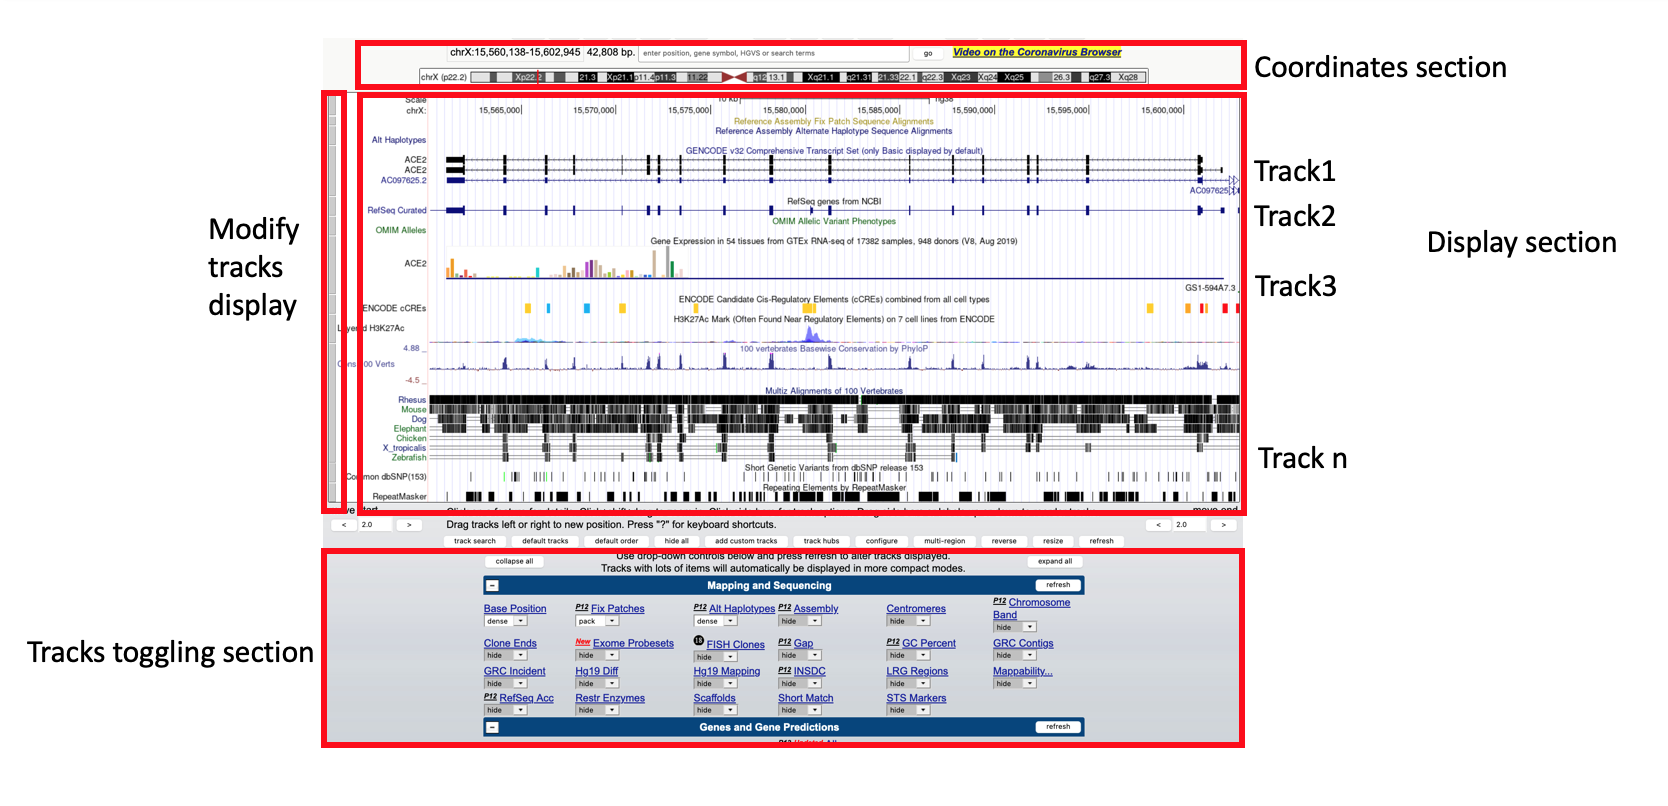 chrX:15,560,138-15,602,945 42,808 bp. enter position, gene symbol, HGVS or search terms go Video on the Coronavirus Browser
Coordinates section
chrX (p22.2) Xp22.2 21.3 Xp21.1 p11.4 p11.3 11.22 q12 13.1 Xq21.1 q21.31 21.33 22.1 q22.3 Xq23 Xq24 Xq25 26.3 q27.3 Xq28
Scale 10 kb hg38
chrX: 15,565,000 15,570,000 15,575,000 15,580,000 15,585,000 15,590,000 15,595,000 15,600,000
Reference Assembly Fix Patch Sequence Alignments
Reference Assembly Alternate Haplotype Sequence Alignments
Alt Haplotypes
GENCODE v32 Comprehensive Transcript Set (only Basic displayed by default)
ACE2
ACE2
Track1
AC097625.2
AC097625
RefSeq genes from NCBI
RefSeq Curated
Track2
OMIM Allelic Variant Phenotypes
OMIM Alleles
Modify
tracks
display
Gene Expression in 54 tissues from GTEx RNA-seq of 17382 samples, 948 donors (V8, Aug 2019)
Display section
ACE2
Track3
GS1-594A7.3
ENCODE Candidate Cis-Regulatory Elements (cCREs) combined from all cell types
ENCODE cCREs
H3K27Ac Mark (Often Found Near Regulatory Elements) on 7 cell lines from ENCODE
Layered H3K27Ac
4.88 _
100 vertebrates Basewise Conservation by PhyloP
Cons 100 Verts
-4.5 _
Multiz Alignments of 100 Vertebrates
Rhesus
Mouse
Dog
Elephant
Chicken
X_tropicalis
Zebrafish
Track n
Short Genetic Variants from dbSNP release 153
Common dbSNP(153)
Repeating Elements by RepeatMasker
RepeatMasker
move start
move end
< 2.0 > Drag tracks left or right to new position. Press "?" for keyboard shortcuts. < 2.0 >
track search default tracks default order hide all add custom tracks track hubs configure multi-region reverse resize refresh
Use drop-down controls below and press refresh to alter tracks displayed.
collapse all Tracks with lots of items will automatically be displayed in more compact modes. expand all
- Mapping and Sequencing refresh
Base Position P12 Fix Patches P12 Alt Haplotypes P12 Assembly Centromeres P12 Chromosome Band
dense pack dense hide hide hide
Clone Ends New Exome Probesets 18 FISH Clones P12 Gap P12 GC Percent GRC Contigs
hide hide hide hide hide hide
Tracks toggling section
GRC Incident Hg19 Diff Hg19 Mapping P12 INSDC LRG Regions Mappability...
hide hide hide hide hide hide
P12 RefSeq Acc Restr Enzymes Scaffolds Short Match STS Markers
hide hide hide hide hide
- Genes and Gene Predictions refresh